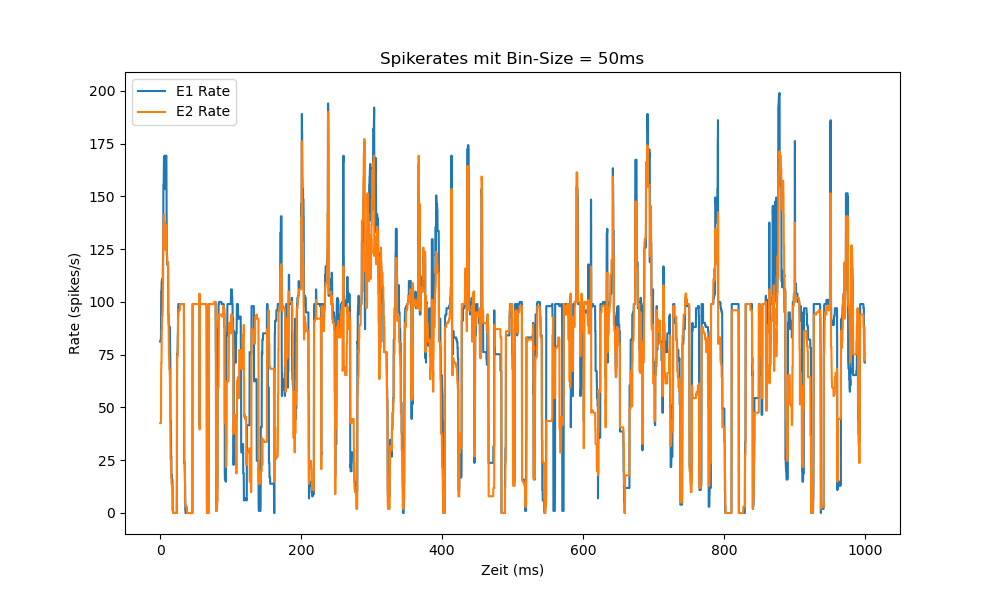 Spikerates mit Bin-Size = 50ms
E1 Rate
E2 Rate
200
175
150
125
100
75
50
25
0
Rate (spikes/s)
0 200 400 600 800 1000
Zeit (ms)